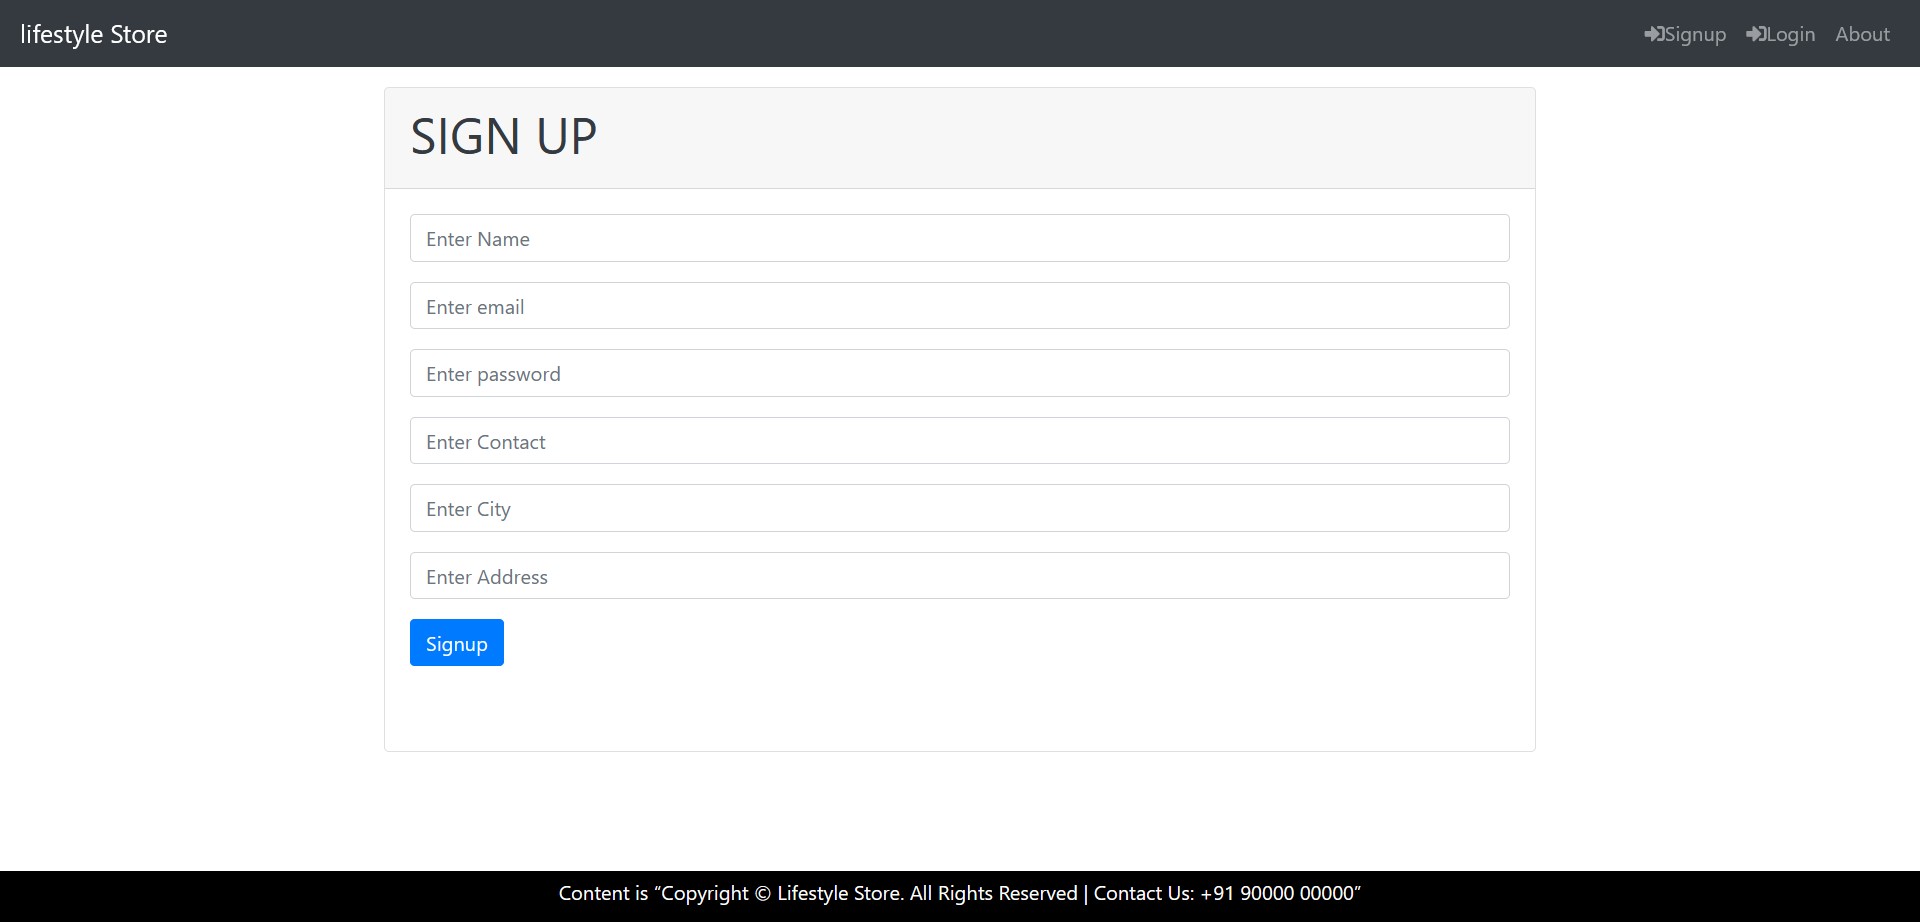 lifestyle Store Signup Login About
SIGN UP
Enter Name
Enter email
Enter password
Enter Contact
Enter City
Enter Address
Signup
Content is “Copyright © Lifestyle Store. All Rights Reserved | Contact Us: +91 90000 00000”